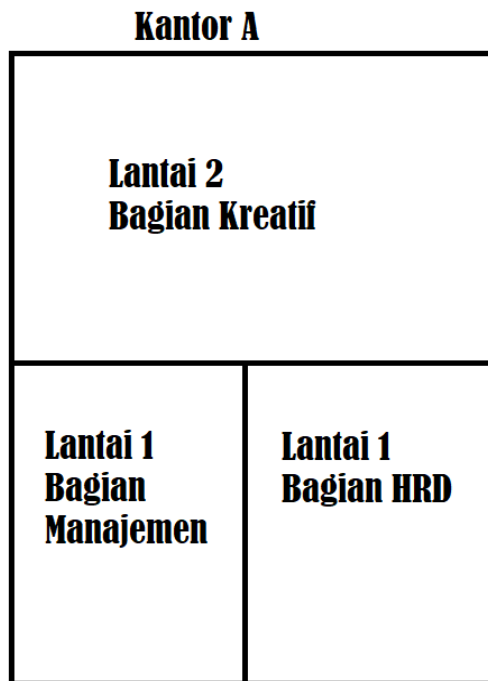 Kantor A
Lantai 2
Bagian Kreatif
Lantai 1
Bagian
Manajemen
Lantai 1
Bagian HRD